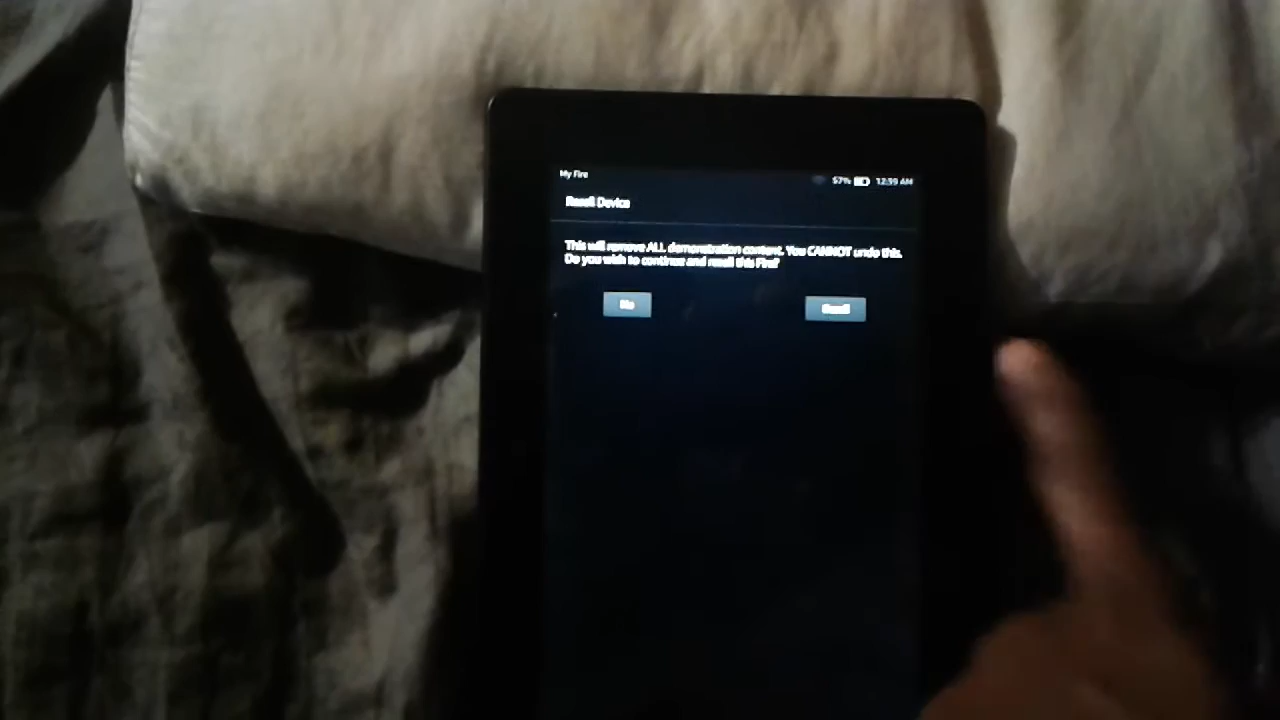 My Fire 57% 12:39 AM
Resell Device
This will remove ALL demonstration content. You CANNOT undo this.
Do you wish to continue and resell this Fire?
No Resell